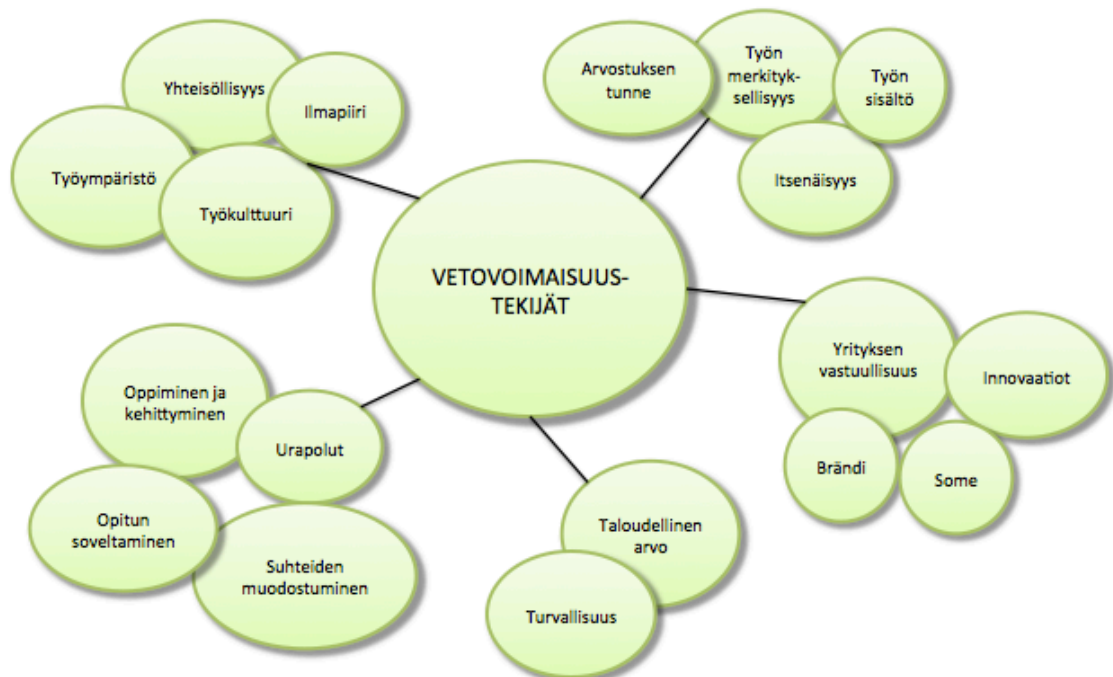 Yhteisöllisyys
Ilmapiiri
Työympäristö
Työkulttuuri
Arvostuksen
tunne
Työn
merkityk-
sellisyys
Työn
sisältö
Itsenäisyys
VETOVOIMAISUUS-
TEKIJÄT
Yrityksen
vastuullisuus
Innovaatiot
Brändi
Some
Oppiminen ja
kehittyminen
Urapolut
Opitun
soveltaminen
Suhteiden
muodostuminen
Taloudellinen
arvo
Turvallisuus